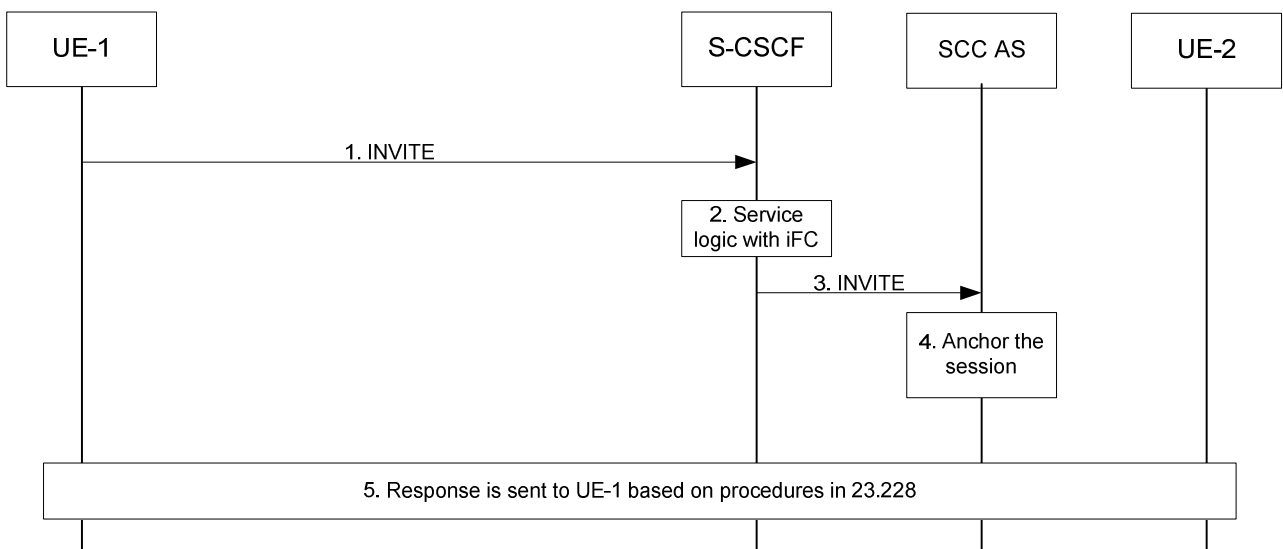 UE-1
S-CSCF
SCC AS
UE-2
1. INVITE
2. Service
logic with iFC
3. INVITE
4. Anchor the
session
5. Response is sent to UE-1 based on procedures in 23.228